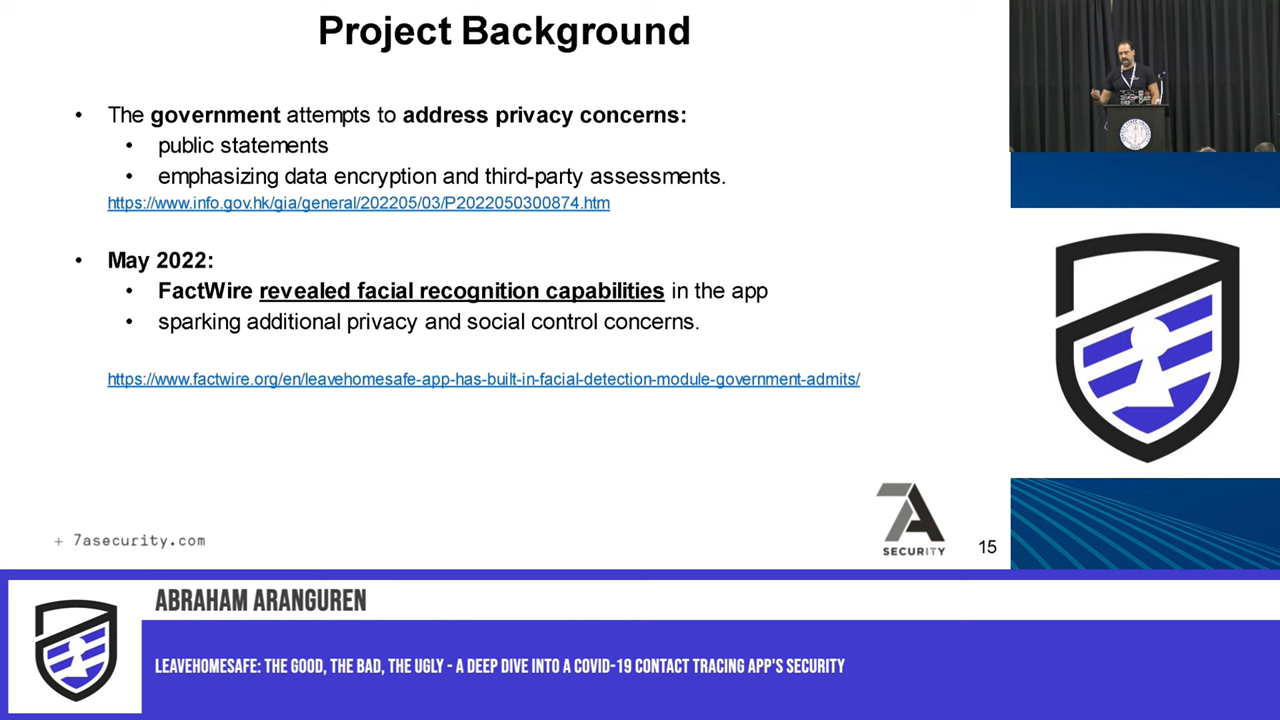 Project Background
• The government attempts to address privacy concerns:
• public statements
• emphasizing data encryption and third-party assessments.
https://www.info.gov.hk/gia/general/202205/03/P2022050300874.htm
• May 2022:
• FactWire revealed facial recognition capabilities in the app
• sparking additional privacy and social control concerns.
https://www.factwire.org/en/leavehomesafe-app-has-built-in-facial-detection-module-government-admits/
+ 7asecurity.com
7A
SECURITY
15
ABRAHAM ARANGUREN
LEAVEHOMESAFE: THE GOOD, THE BAD, THE UGLY - A DEEP DIVE INTO A COVID-19 CONTACT TRACING APP'S SECURITY